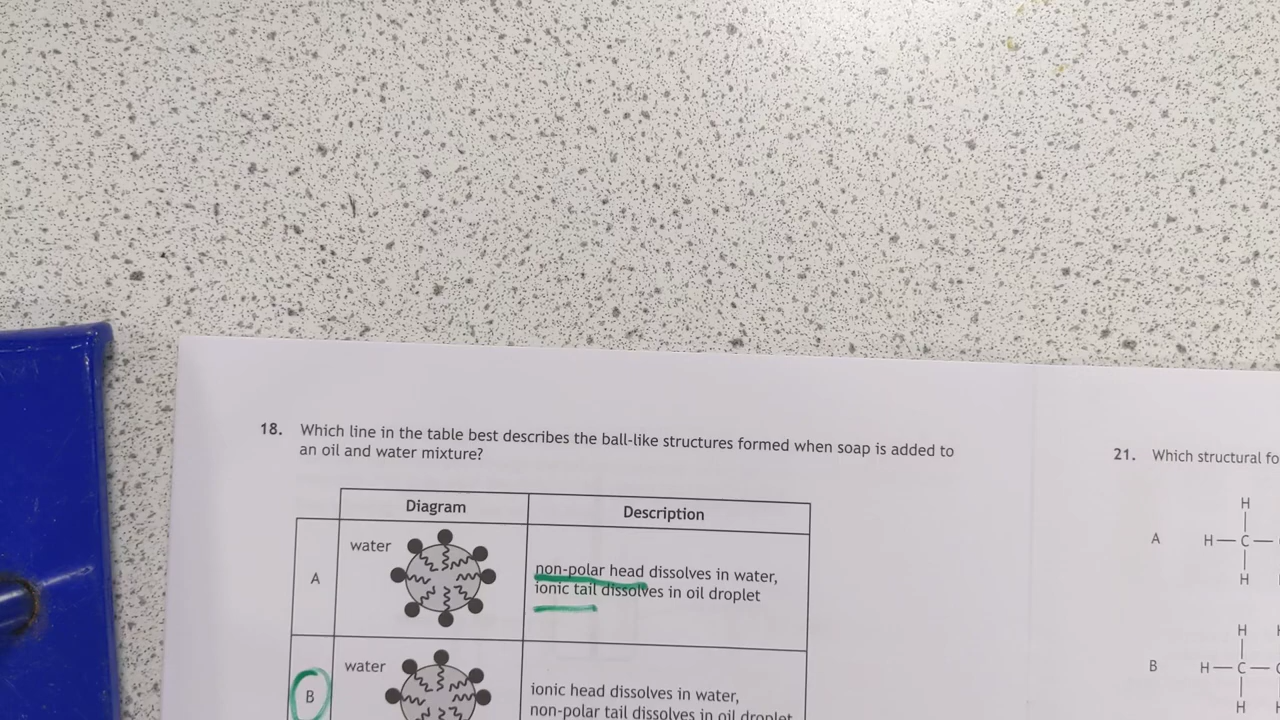 18. Which line in the table best describes the ball-like structures formed when soap is added to
an oil and water mixture?
Diagram Description
A water non-polar head dissolves in water,
ionic tail dissolves in oil droplet
B water ionic head dissolves in water,
non-polar tail dissolves in oil droplet
21. Which structural
H
A H—C—
H
H
B H—C—
H